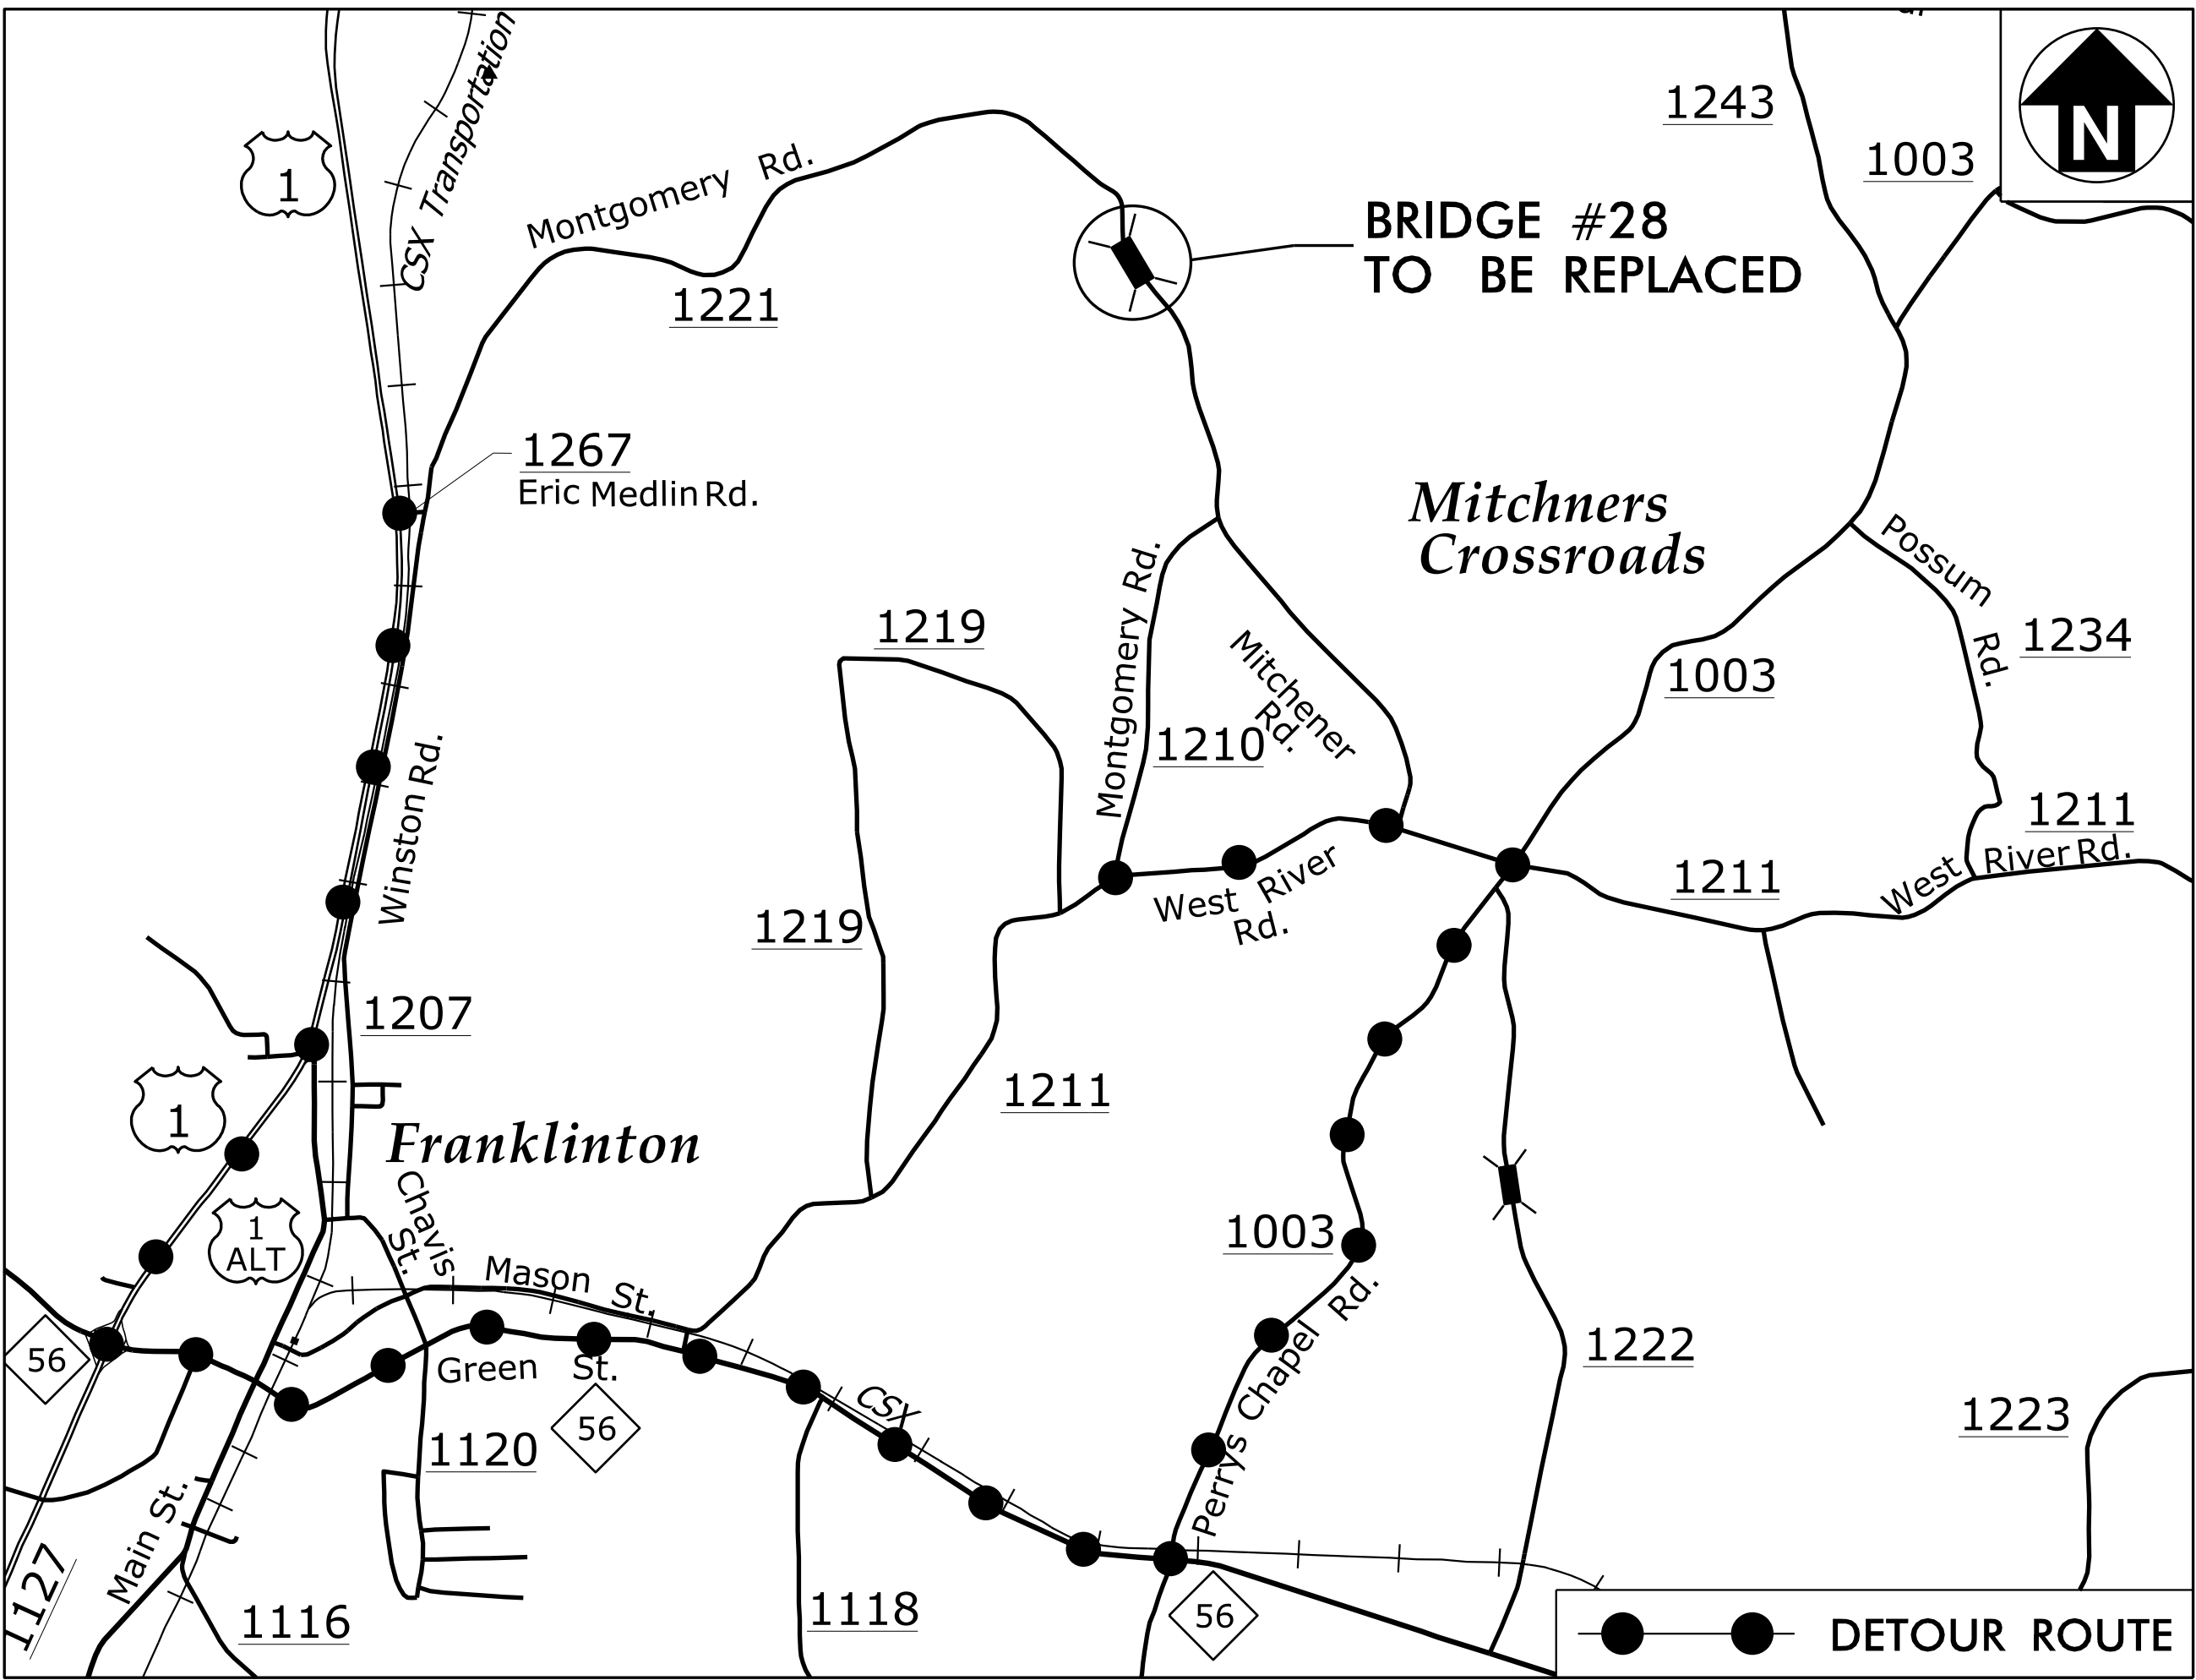 1243
1003
N
1
CSX Transportation
Montgomery Rd.
BRIDGE #28
TO BE REPLACED
1221
1267
Eric Medlin Rd.
Mitchners
Crossroads
Possum Rd.
1234
1219
Montgomery Rd.
Mitchener
Rd.
1003
1210
Winston Rd.
1211
West River Rd.
1211
West River
Rd.
1219
1207
1
Franklinton
1211
Chavis
St.
1
ALT
Mason St.
1003
Perrys Chapel Rd.
1222
56
Green St.
56
CSX
1223
1120
Main St.
1127
1116
1118
56
DETOUR ROUTE